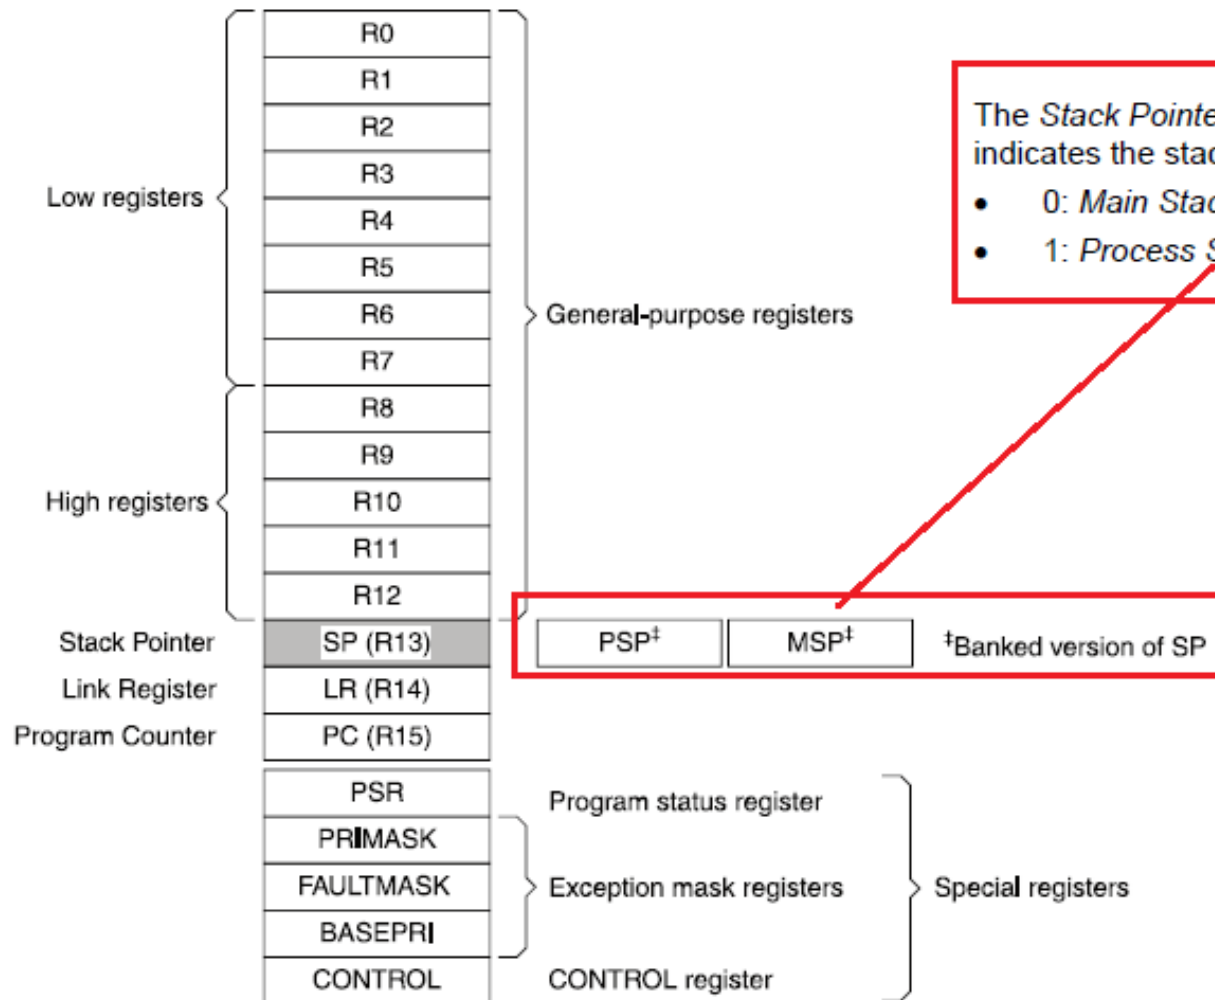 R0
R1
R2
R3
Low registers
R4
R5
R6
General-purpose registers
R7
R8
R9
High registers
R10
R11
R12
Stack Pointer
SP (R13)
PSP‡
MSP‡
‡Banked version of SP
Link Register
LR (R14)
Program Counter
PC (R15)
PSR
Program status register
PRIMASK
FAULTMASK
Exception mask registers
Special registers
BASEPRI
CONTROL
CONTROL register
The Stack Pointe
indicates the stac
• 0: Main Stac
• 1: Process S